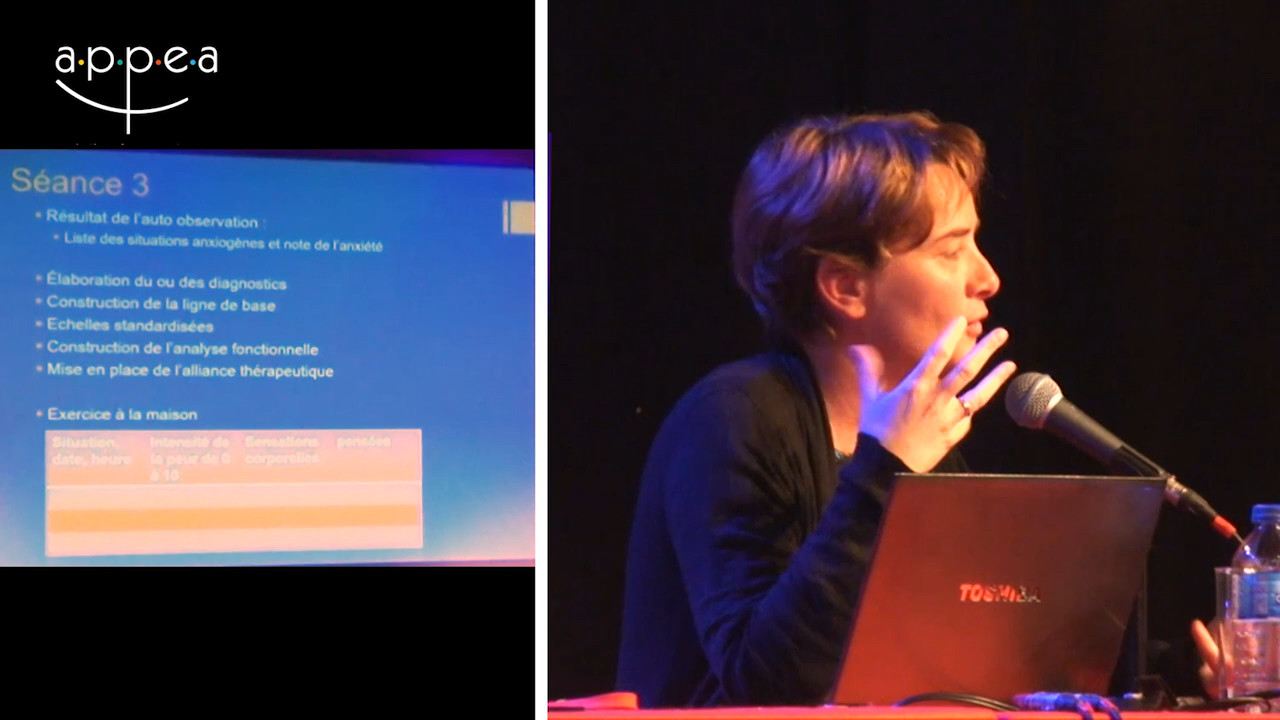 a·p·p·e·a
Séance 3
Résultat de l'auto observation :
Liste des situations anxiogènes et note de l'anxiété
Élaboration du ou des diagnostics
Construction de la ligne de base
Echelles standardisées
Construction de l'analyse fonctionnelle
Mise en place de l'alliance thérapeutique
Exercice à la maison
Situation, date, heure
Intensité de la peur de 0 à 10
Sensations corporelles
pensées
TOSHIBA